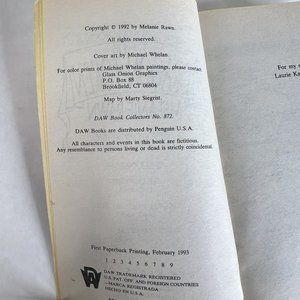 Copyright © 1992 by Melanie Rawn.
All rights reserved.
Cover art by Michael Whelan.
For color prints of Michael Whelan paintings, please contact
Glass Onion Graphics
P.O. Box 88
Brookfield, CT 06804
Map by Marty Siegrist.
DAW Book Collectors No. 872.
DAW Books are distributed by Penguin U.S.A.
All characters and events in this book are fictitious.
Any resemblance to persons living or dead is strictly coincidental.
First Paperback Printing, February 1993
1 2 3 4 5 6 7 8 9
DAW TRADEMARK REGISTERED
U.S. PAT. OFF. AND FOREIGN COUNTRIES
—MARCA REGISTRADA
HECHO EN U.S.A.
For my
Laurie